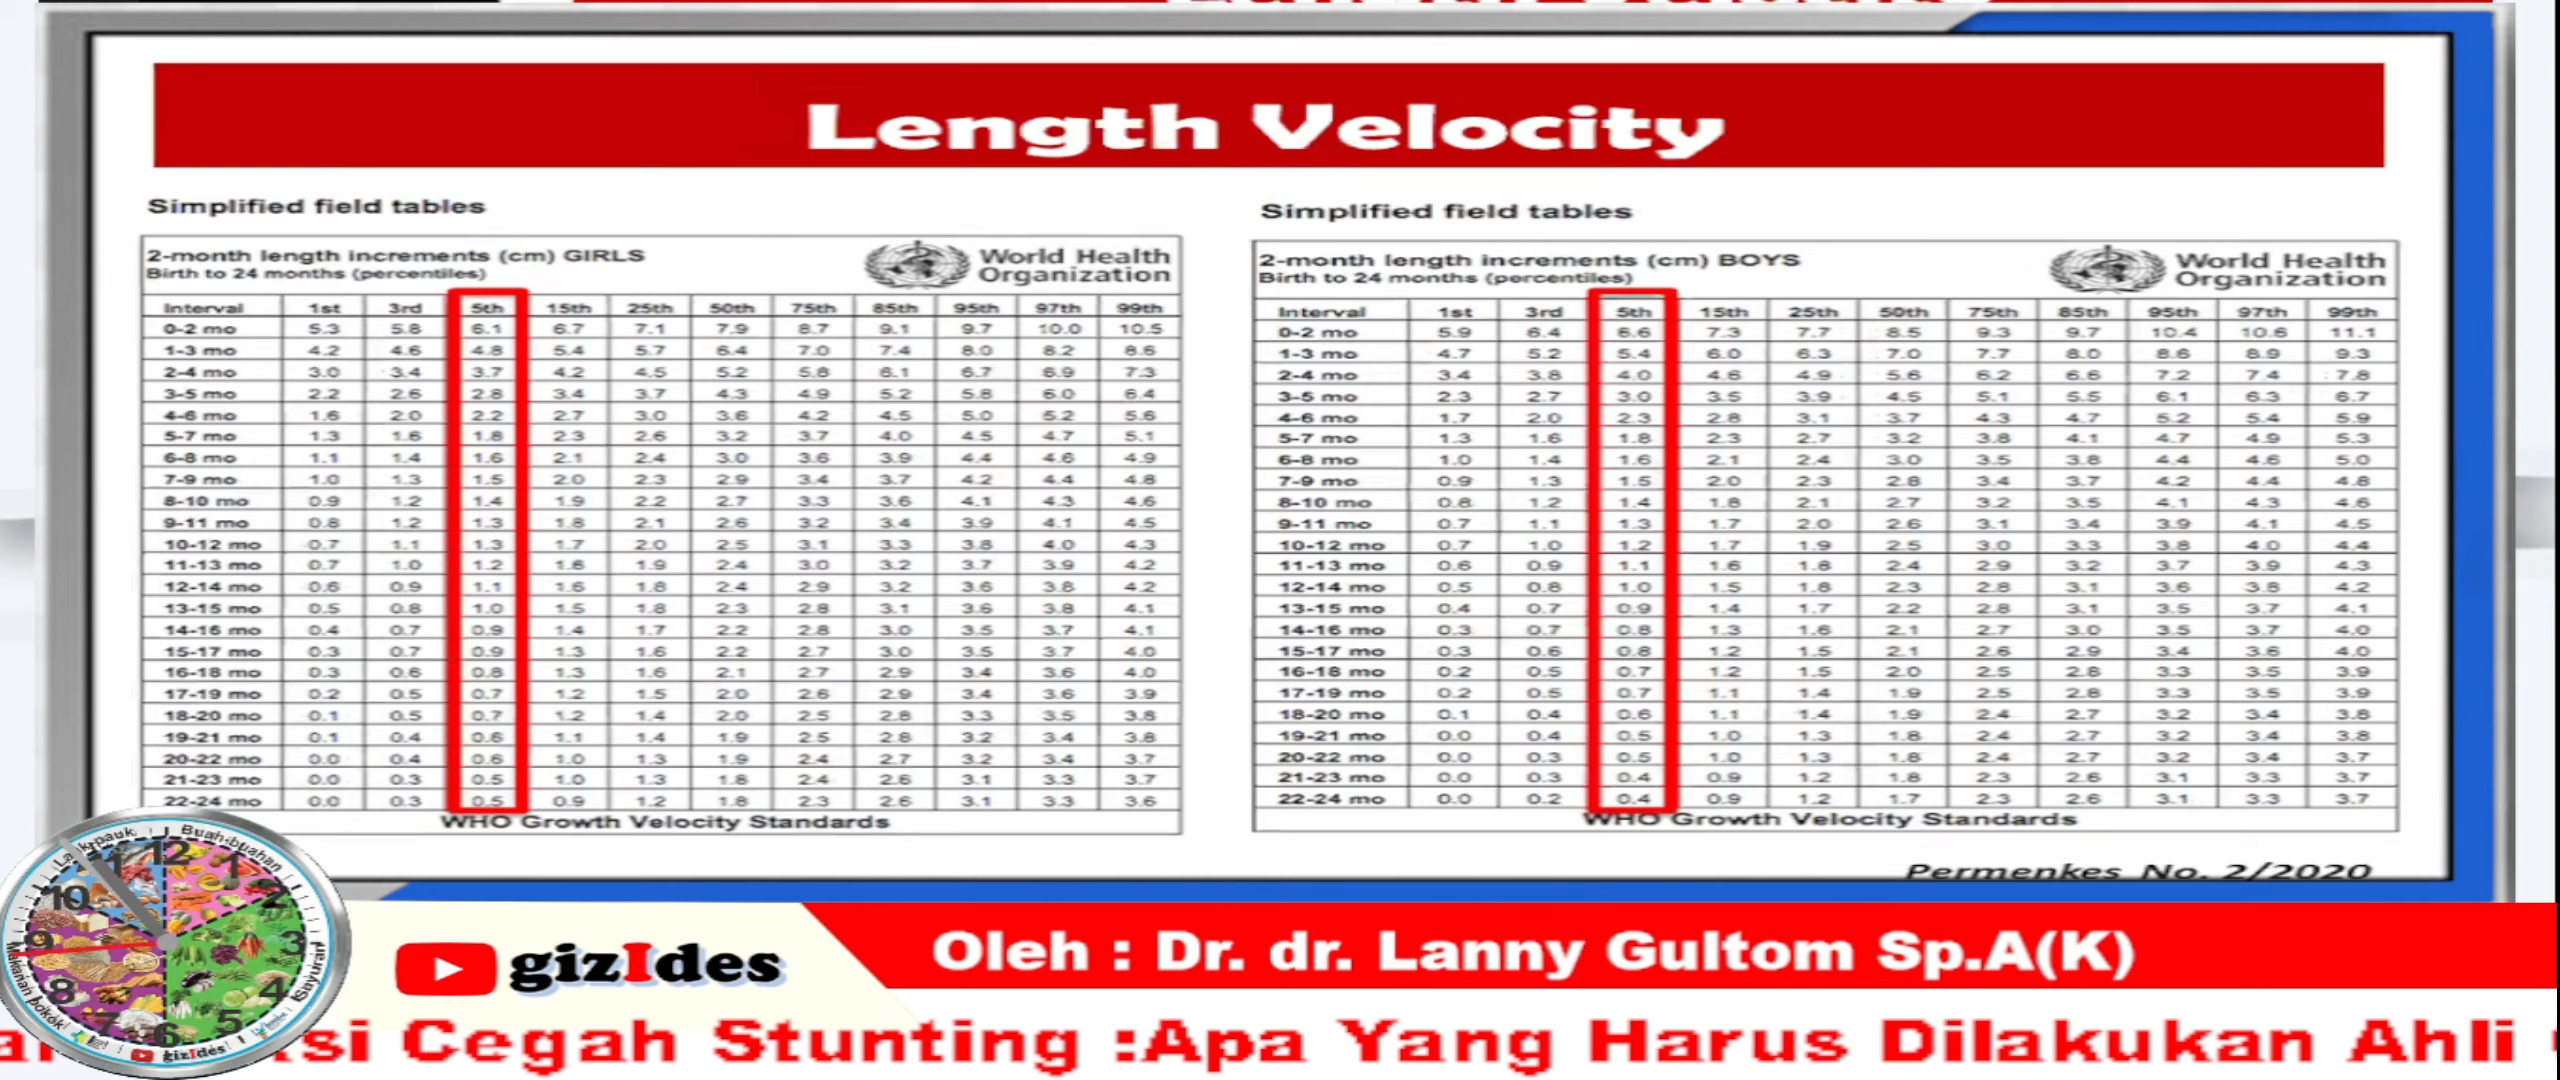 Length Velocity
Simplified field tables
2-month length increments (cm) GIRLS
Birth to 24 months (percentiles)
World Health
Organization
Interval 1st 3rd 5th 15th 25th 50th 75th 85th 95th 97th 99th
0-2 mo 5.3 5.8 6.1 6.7 7.1 7.9 8.7 9.1 9.7 10.0 10.5
1-3 mo 4.2 4.6 4.8 5.4 5.7 6.4 7.0 7.4 8.0 8.2 8.6
2-4 mo 3.0 3.4 3.7 4.2 4.5 5.2 5.8 6.1 6.7 6.9 7.3
3-5 mo 2.2 2.6 2.8 3.4 3.7 4.3 4.9 5.2 5.8 6.0 6.4
4-6 mo 1.6 2.0 2.2 2.7 3.0 3.6 4.2 4.5 5.0 5.2 5.6
5-7 mo 1.3 1.6 1.8 2.3 2.6 3.2 3.7 4.0 4.5 4.7 5.1
6-8 mo 1.1 1.4 1.6 2.1 2.4 3.0 3.6 3.9 4.4 4.6 4.9
7-9 mo 1.0 1.3 1.5 2.0 2.3 2.9 3.4 3.7 4.2 4.4 4.8
8-10 mo 0.9 1.2 1.4 1.9 2.2 2.7 3.3 3.6 4.1 4.3 4.6
9-11 mo 0.8 1.2 1.3 1.8 2.1 2.6 3.2 3.4 3.9 4.1 4.5
10-12 mo 0.7 1.1 1.3 1.7 2.0 2.5 3.1 3.3 3.8 4.0 4.3
11-13 mo 0.7 1.0 1.2 1.6 1.9 2.4 3.0 3.2 3.7 3.9 4.2
12-14 mo 0.6 0.9 1.1 1.6 1.8 2.4 2.9 3.2 3.6 3.8 4.2
13-15 mo 0.5 0.8 1.0 1.5 1.8 2.3 2.8 3.1 3.6 3.8 4.1
14-16 mo 0.4 0.7 0.9 1.4 1.7 2.2 2.8 3.0 3.5 3.7 4.1
15-17 mo 0.3 0.7 0.9 1.3 1.6 2.2 2.7 3.0 3.5 3.7 4.0
16-18 mo 0.3 0.6 0.8 1.3 1.6 2.1 2.7 2.9 3.4 3.6 4.0
17-19 mo 0.2 0.5 0.7 1.2 1.5 2.0 2.6 2.9 3.4 3.6 3.9
18-20 mo 0.1 0.5 0.7 1.2 1.4 2.0 2.5 2.8 3.3 3.5 3.8
19-21 mo 0.1 0.4 0.6 1.1 1.4 1.9 2.5 2.8 3.2 3.4 3.8
20-22 mo 0.0 0.4 0.6 1.0 1.3 1.9 2.4 2.7 3.2 3.4 3.7
21-23 mo 0.0 0.3 0.5 1.0 1.3 1.8 2.4 2.6 3.1 3.3 3.7
22-24 mo 0.0 0.3 0.5 0.9 1.2 1.8 2.3 2.6 3.1 3.3 3.6
WHO Growth Velocity Standards
Simplified field tables
2-month length increments (cm) BOYS
Birth to 24 months (percentiles)
World Health
Organization
Interval 1st 3rd 5th 15th 25th 50th 75th 85th 95th 97th 99th
0-2 mo 5.9 6.4 6.6 7.3 7.7 8.5 9.3 9.7 10.4 10.6 11.1
1-3 mo 4.7 5.2 5.4 6.0 6.3 7.0 7.7 8.0 8.6 8.9 9.3
2-4 mo 3.4 3.8 4.0 4.6 4.9 5.6 6.2 6.6 7.2 7.4 7.8
3-5 mo 2.3 2.7 3.0 3.5 3.9 4.5 5.1 5.5 6.1 6.3 6.7
4-6 mo 1.7 2.0 2.3 2.8 3.1 3.7 4.3 4.7 5.2 5.4 5.9
5-7 mo 1.3 1.6 1.8 2.3 2.7 3.2 3.8 4.1 4.7 4.9 5.3
6-8 mo 1.0 1.4 1.6 2.1 2.4 3.0 3.5 3.8 4.4 4.6 5.0
7-9 mo 0.9 1.3 1.5 2.0 2.3 2.8 3.4 3.7 4.2 4.4 4.8
8-10 mo 0.8 1.2 1.4 1.8 2.1 2.7 3.2 3.5 4.1 4.3 4.6
9-11 mo 0.7 1.1 1.3 1.7 2.0 2.6 3.1 3.4 3.9 4.1 4.5
10-12 mo 0.7 1.0 1.2 1.7 1.9 2.5 3.0 3.3 3.8 4.0 4.4
11-13 mo 0.6 0.9 1.1 1.6 1.8 2.4 2.9 3.2 3.7 3.9 4.3
12-14 mo 0.5 0.8 1.0 1.5 1.8 2.3 2.8 3.1 3.6 3.8 4.2
13-15 mo 0.4 0.7 0.9 1.4 1.7 2.2 2.8 3.1 3.5 3.7 4.1
14-16 mo 0.3 0.7 0.8 1.3 1.6 2.1 2.7 3.0 3.5 3.7 4.0
15-17 mo 0.3 0.6 0.8 1.2 1.5 2.1 2.6 2.9 3.4 3.6 4.0
16-18 mo 0.2 0.5 0.7 1.2 1.5 2.0 2.5 2.8 3.3 3.5 3.9
17-19 mo 0.2 0.5 0.7 1.1 1.4 1.9 2.5 2.8 3.3 3.5 3.9
18-20 mo 0.1 0.4 0.6 1.1 1.4 1.9 2.4 2.7 3.2 3.4 3.8
19-21 mo 0.0 0.4 0.5 1.0 1.3 1.8 2.4 2.7 3.2 3.4 3.8
20-22 mo 0.0 0.3 0.5 1.0 1.3 1.8 2.4 2.7 3.2 3.4 3.7
21-23 mo 0.0 0.3 0.4 0.9 1.2 1.8 2.3 2.6 3.1 3.3 3.7
22-24 mo 0.0 0.2 0.4 0.9 1.2 1.7 2.3 2.6 3.1 3.3 3.7
WHO Growth Velocity Standards
Permenkes No. 2/2020
Buah-buahan
Sayuran
Makanan pokok
12 1 2 3 4 5 6 7 8 9 10 11
gizIdes
gizIdes
Oleh : Dr. dr. Lanny Gultom Sp.A(K)
si Cegah Stunting :Apa Yang Harus Dilakukan Ahli